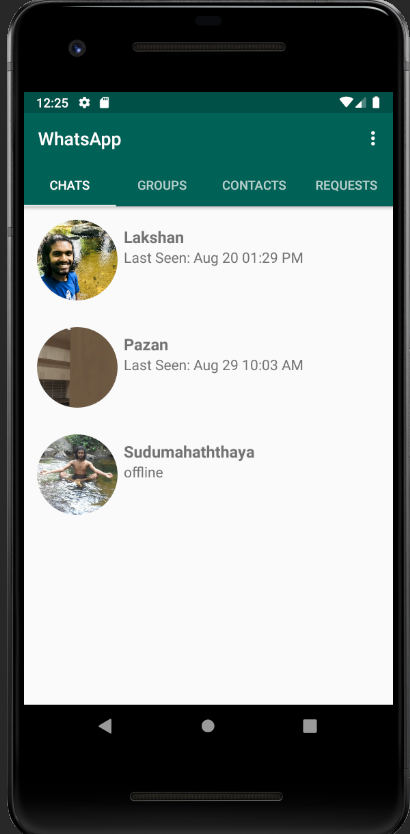 12:25
WhatsApp
CHATS GROUPS CONTACTS REQUESTS
Lakshan
Last Seen: Aug 20 01:29 PM
Pazan
Last Seen: Aug 29 10:03 AM
Sudumahaththaya
offline